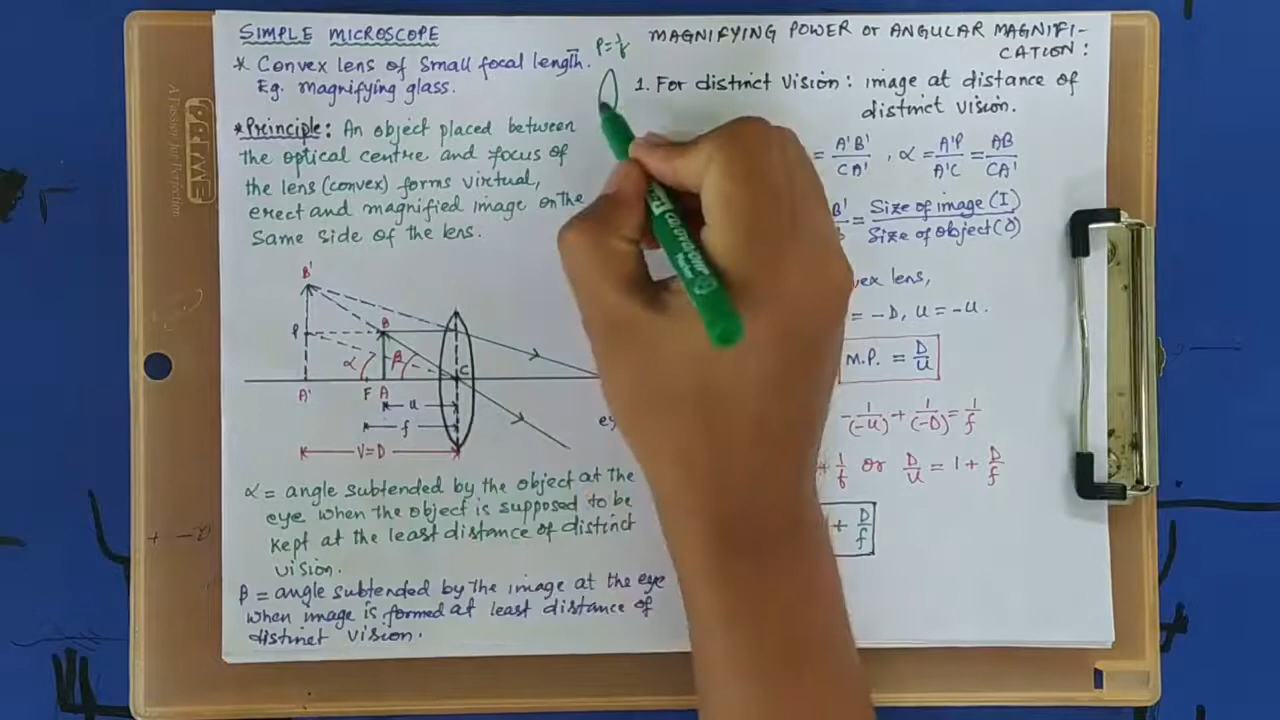 SIMPLE MICROSCOPE
* Convex lens of small focal length.
Eg. Magnifying glass.
P=1/f
*Principle: An object placed between
the optical centre and focus of
the lens (convex) forms virtual,
erect and magnified image on the
same side of the lens.
B'
P
B
α
β
C
A'
F A
u
f
V=D
α = angle subtended by the object at the
eye when the object is supposed to be
kept at the least distance of distinct
vision.
β = angle subtended by the image at the eye
when image is formed at least distance of
distinct vision.
MAGNIFYING POWER or ANGULAR MAGNIFI-
CATION:
1. For distinct vision: image at distance of
distinct vision.
= A'B'/CA' , α = A'P/A'C = AB/CA'
= Size of image (I)/Size of object (O)
lens,
= -D, u = -u.
M.P. = D/u
-1/(-u) + 1/(-D) = 1/f
+ 1/f or D/u = 1 + D/f
+ D/f